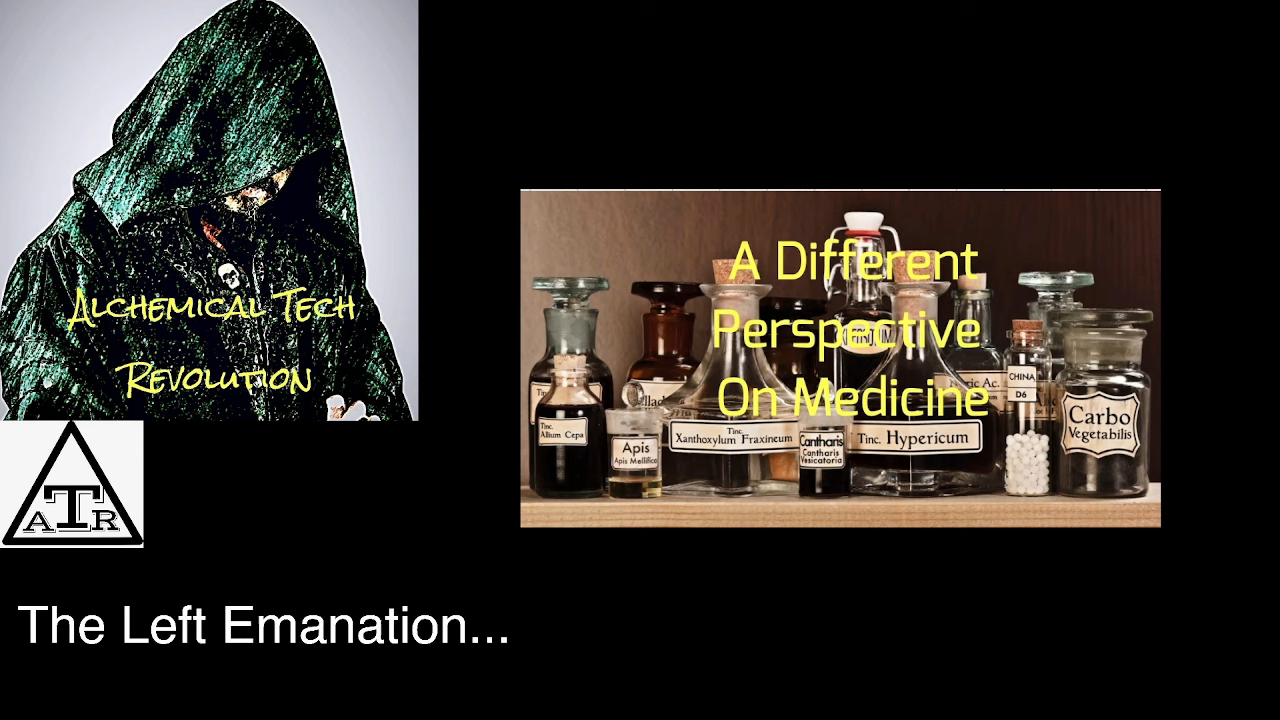 Alchemical Tech
Revolution
A Different
Perspective
On Medicine
CHINA
D6
Tinc.
Allium Cepa
Apis
Apis Mellifica
Tinc.
Xanthoxylum Fraxineum
Cantharis
Cantharis
Vesicatoria
Tinc. Hypericum
Carbo
Vegetabilis
ATR
The Left Emanation...